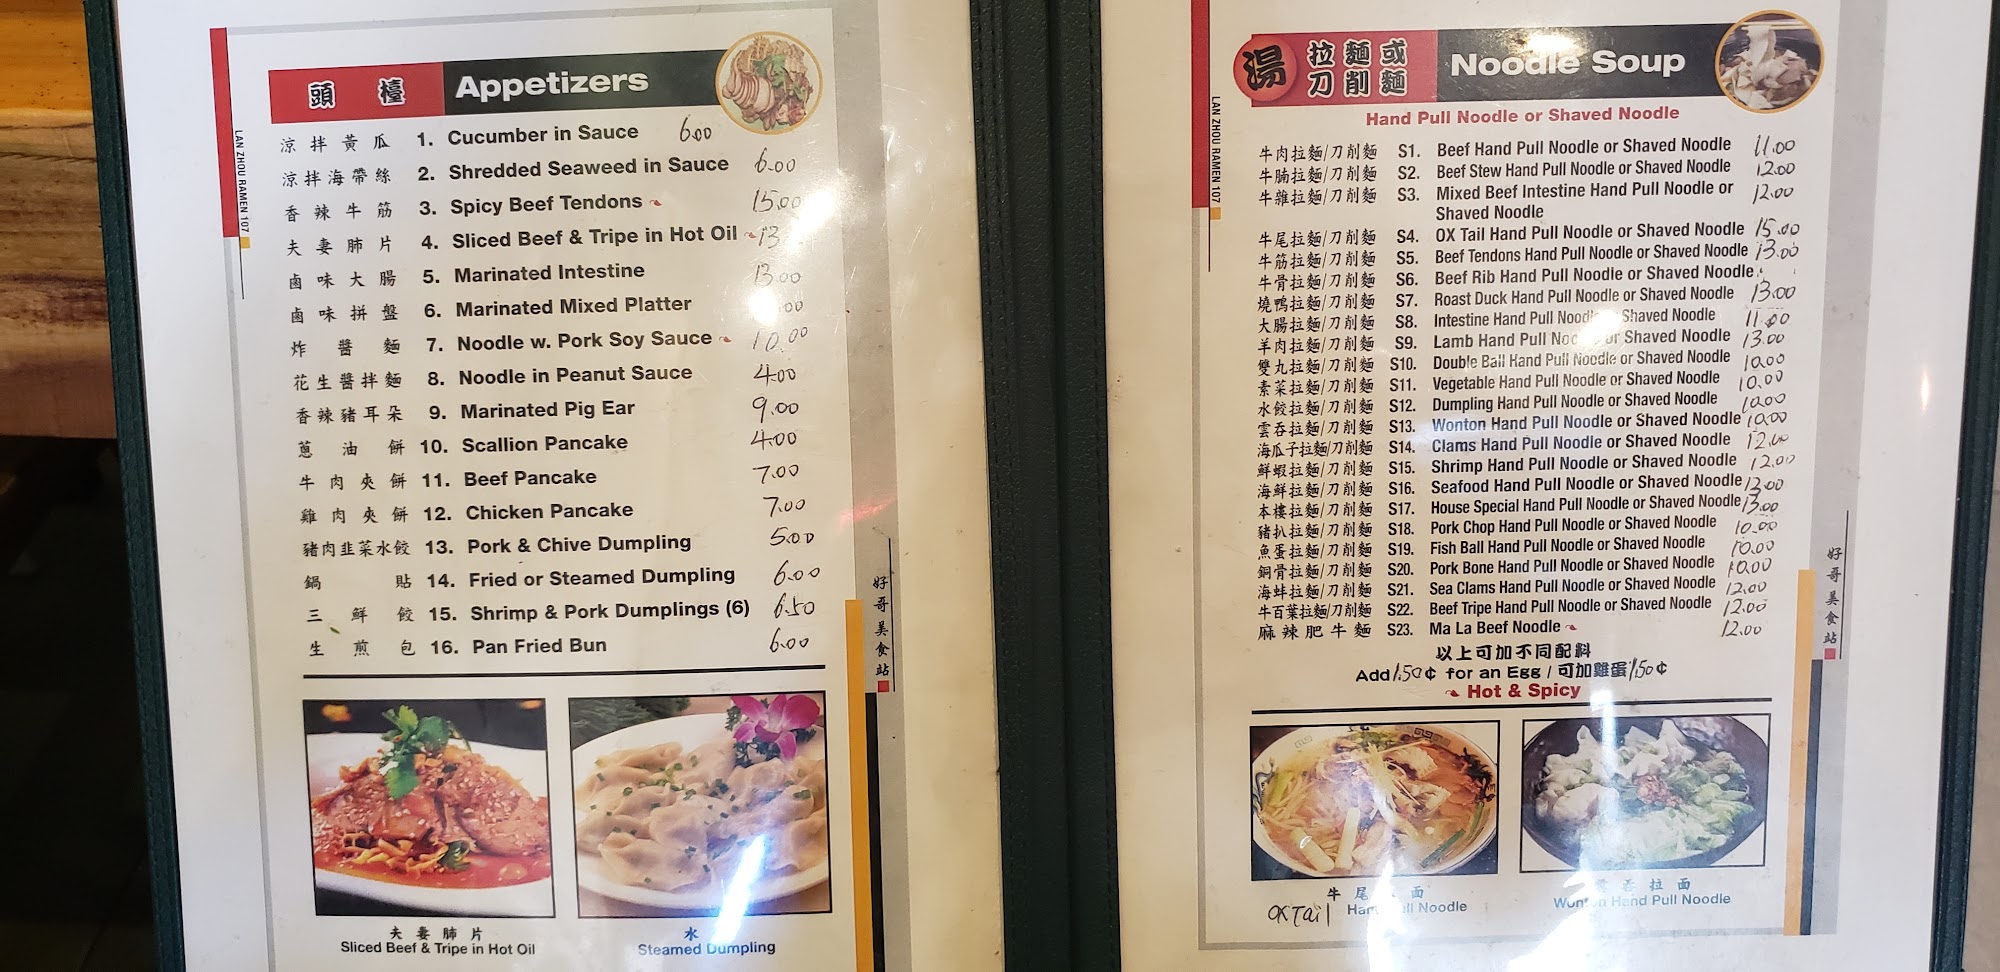 頭檯 Appetizers
LAN ZHOU RAMEN 107
涼拌黃瓜 1. Cucumber in Sauce 6.00
涼拌海帶絲 2. Shredded Seaweed in Sauce 6.00
香辣牛筋 3. Spicy Beef Tendons 15.00
夫妻肺片 4. Sliced Beef & Tripe in Hot Oil 13
鹵味大腸 5. Marinated Intestine 13.00
鹵味拼盤 6. Marinated Mixed Platter .00
炸醬麵 7. Noodle w. Pork Soy Sauce 10.00
花生醬拌麵 8. Noodle in Peanut Sauce 4.00
香辣豬耳朵 9. Marinated Pig Ear 9.00
蔥油餅 10. Scallion Pancake 4.00
牛肉夾餅 11. Beef Pancake 7.00
雞肉夾餅 12. Chicken Pancake 7.00
豬肉韭菜水餃 13. Pork & Chive Dumpling 5.00
鍋貼 14. Fried or Steamed Dumpling 6.00
三鮮餃 15. Shrimp & Pork Dumplings (6) 6.50
生煎包 16. Pan Fried Bun 6.00
好哥美食站
夫妻肺片
Sliced Beef & Tripe in Hot Oil
水
Steamed Dumpling
湯 拉麵或刀削麵 Noodle Soup
LAN ZHOU RAMEN 107
Hand Pull Noodle or Shaved Noodle
牛肉拉麵/刀削麵 S1. Beef Hand Pull Noodle or Shaved Noodle 11.00
牛腩拉麵/刀削麵 S2. Beef Stew Hand Pull Noodle or Shaved Noodle 12.00
牛雜拉麵/刀削麵 S3. Mixed Beef Intestine Hand Pull Noodle or 12.00
Shaved Noodle
牛尾拉麵/刀削麵 S4. OX Tail Hand Pull Noodle or Shaved Noodle 15.00
牛筋拉麵/刀削麵 S5. Beef Tendons Hand Pull Noodle or Shaved Noodle 13.00
牛骨拉麵/刀削麵 S6. Beef Rib Hand Pull Noodle or Shaved Noodle
燒鴨拉麵/刀削麵 S7. Roast Duck Hand Pull Noodle or Shaved Noodle 13.00
大腸拉麵/刀削麵 S8. Intestine Hand Pull Noodle or Shaved Noodle 11.00
羊肉拉麵/刀削麵 S9. Lamb Hand Pull Noodle or Shaved Noodle 13.00
雙丸拉麵/刀削麵 S10. Double Ball Hand Pull Noodle or Shaved Noodle 10.00
素菜拉麵/刀削麵 S11. Vegetable Hand Pull Noodle or Shaved Noodle 10.00
水餃拉麵/刀削麵 S12. Dumpling Hand Pull Noodle or Shaved Noodle 10.00
雲吞拉麵/刀削麵 S13. Wonton Hand Pull Noodle or Shaved Noodle 10.00
海瓜子拉麵/刀削麵 S14. Clams Hand Pull Noodle or Shaved Noodle 12.00
鮮蝦拉麵/刀削麵 S15. Shrimp Hand Pull Noodle or Shaved Noodle 12.00
海鮮拉麵/刀削麵 S16. Seafood Hand Pull Noodle or Shaved Noodle 12.00
本樓拉麵/刀削麵 S17. House Special Hand Pull Noodle or Shaved Noodle 13.00
豬扒拉麵/刀削麵 S18. Pork Chop Hand Pull Noodle or Shaved Noodle 10.00
魚蛋拉麵/刀削麵 S19. Fish Ball Hand Pull Noodle or Shaved Noodle 10.00
銅骨拉麵/刀削麵 S20. Pork Bone Hand Pull Noodle or Shaved Noodle 10.00
海蚌拉麵/刀削麵 S21. Sea Clams Hand Pull Noodle or Shaved Noodle 12.00
牛百葉拉麵/刀削麵 S22. Beef Tripe Hand Pull Noodle or Shaved Noodle 12.00
麻辣肥牛麵 S23. Ma La Beef Noodle 12.00
以上可加不同配料
Add 1.50¢ for an Egg / 可加雞蛋 1.50¢
Hot & Spicy
好哥美食站
牛尾 面
OX Tail Hand Pull Noodle
吞拉面
Wonton Hand Pull Noodle